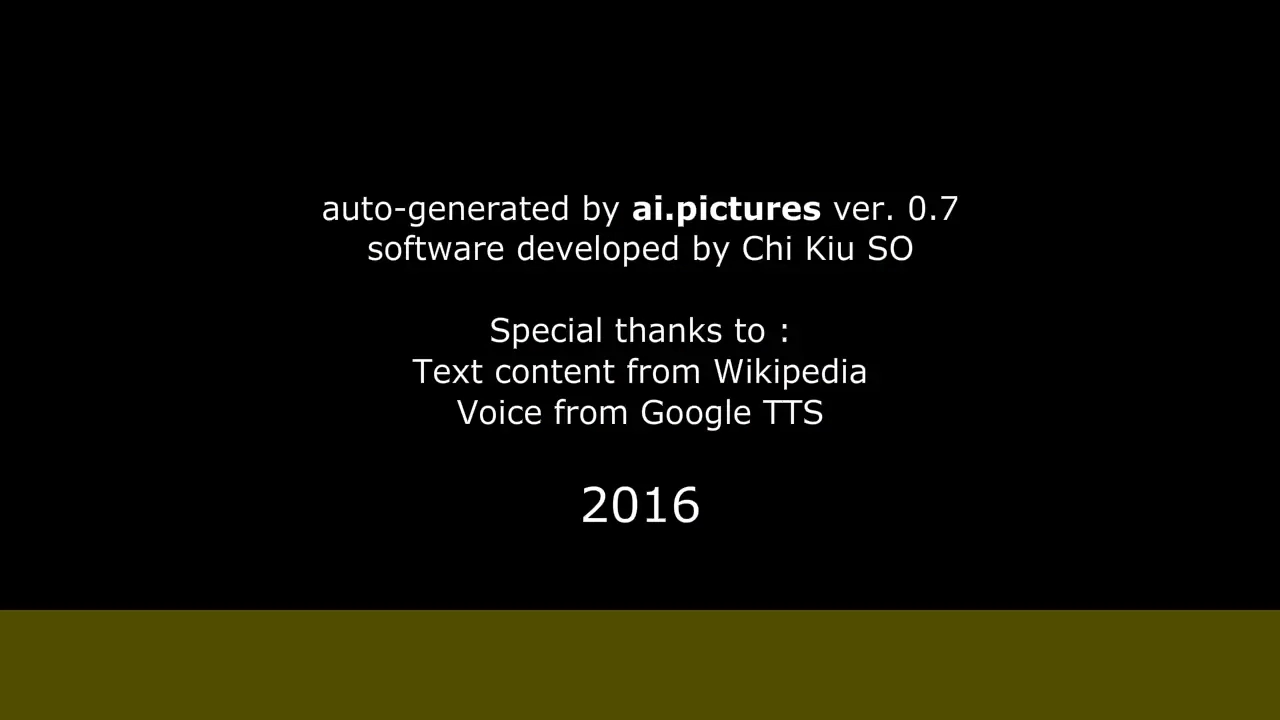 auto-generated by ai.pictures ver. 0.7
software developed by Chi Kiu SO
Special thanks to :
Text content from Wikipedia
Voice from Google TTS
2016